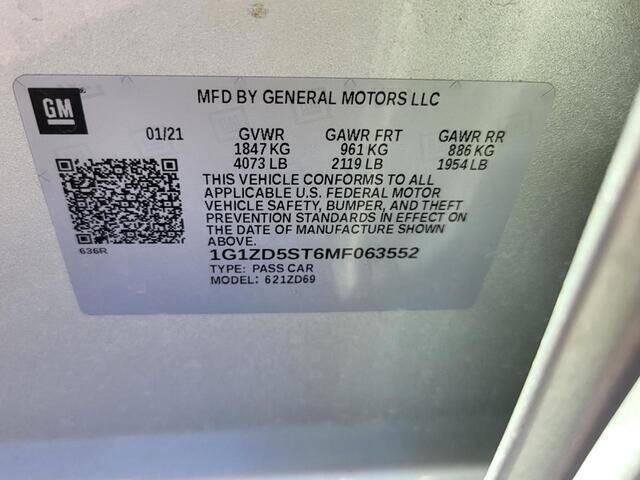 GM
MFD BY GENERAL MOTORS LLC
01/21 GVWR GAWR FRT GAWR RR
1847 KG 961 KG 886 KG
4073 LB 2119 LB 1954 LB
THIS VEHICLE CONFORMS TO ALL
APPLICABLE U.S. FEDERAL MOTOR
VEHICLE SAFETY, BUMPER, AND THEFT
PREVENTION STANDARDS IN EFFECT ON
THE DATE OF MANUFACTURE SHOWN
ABOVE.
636R
1G1ZD5ST6MF063552
TYPE: PASS CAR
MODEL: 621ZD69